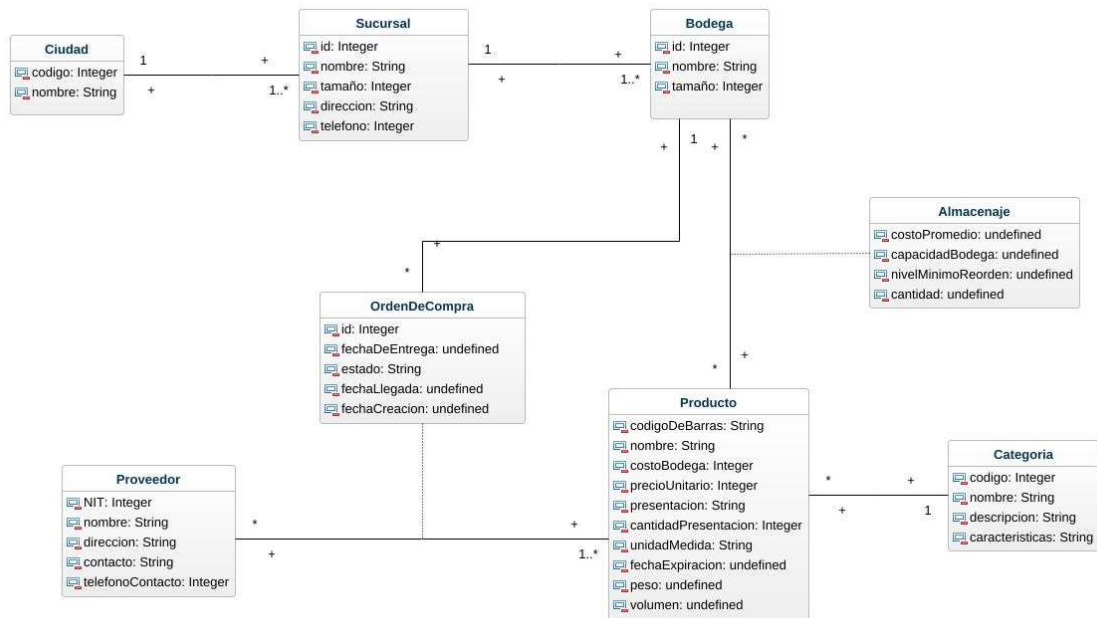 Ciudad
codigo: Integer
nombre: String
1
+
+
1..*
Sucursal
id: Integer
nombre: String
tamaño: Integer
direccion: String
telefono: Integer
1
+
+
1..*
Bodega
id: Integer
nombre: String
tamaño: Integer
+
1
+
*
Almacenaje
costoPromedio: undefined
capacidadBodega: undefined
nivelMinimoReorden: undefined
cantidad: undefined
+
*
OrdenDeCompra
id: Integer
fechaDeEntrega: undefined
estado: String
fechaLlegada: undefined
fechaCreacion: undefined
+
*
Producto
codigoDeBarras: String
nombre: String
costoBodega: Integer
precioUnitario: Integer
presentacion: String
cantidadPresentacion: Integer
unidadMedida: String
fechaExpiracion: undefined
peso: undefined
volumen: undefined
*
+
+
1
Categoria
codigo: Integer
nombre: String
descripcion: String
caracteristicas: String
Proveedor
NIT: Integer
nombre: String
direccion: String
contacto: String
telefonoContacto: Integer
*
+
+
1..*